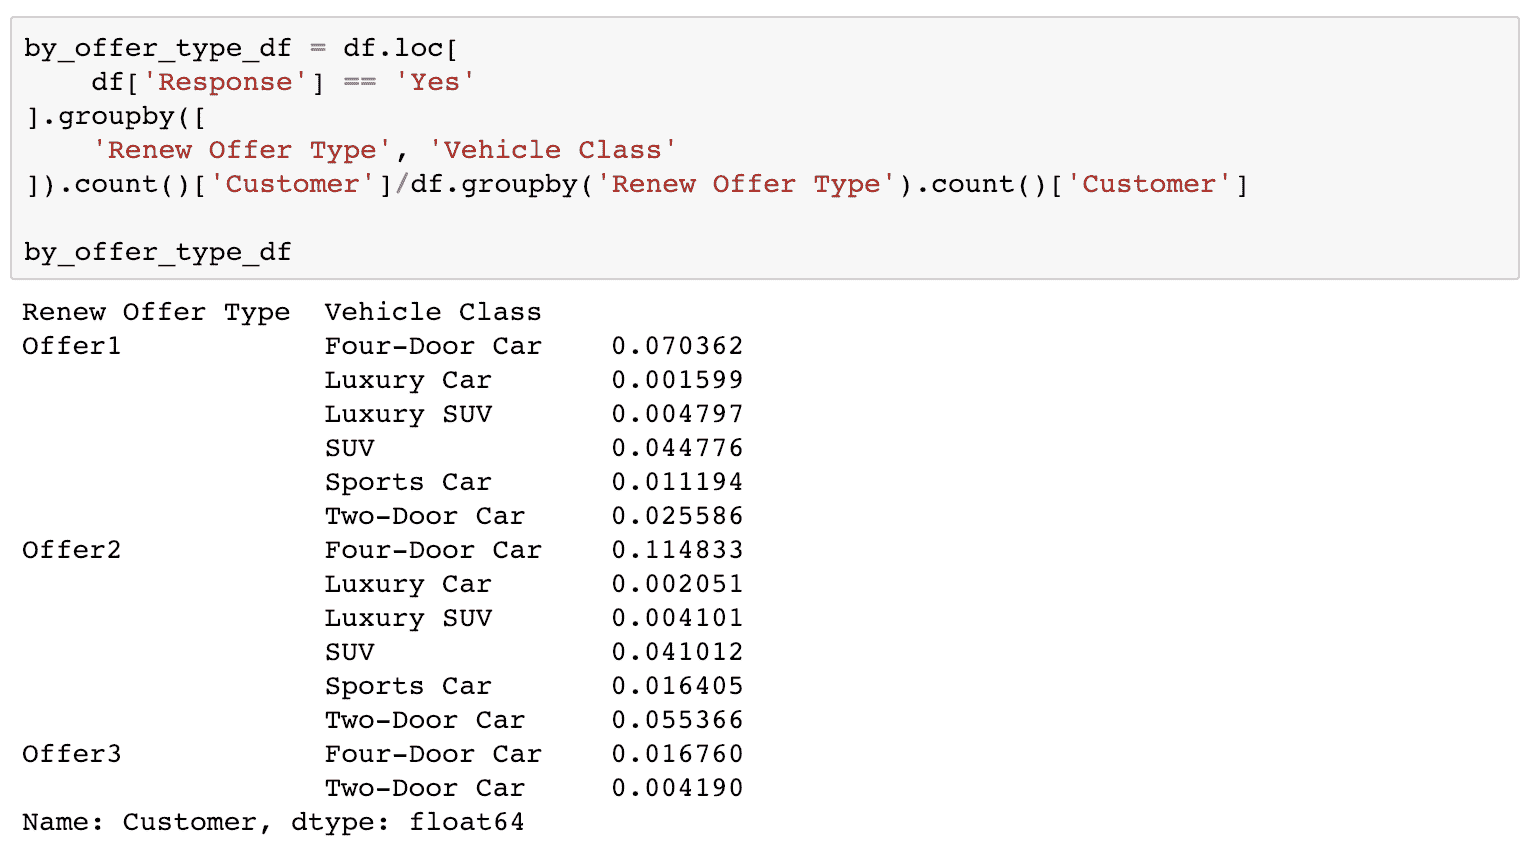 by_offer_type_df = df.loc[
    df['Response'] == 'Yes'
].groupby([
    'Renew Offer Type', 'Vehicle Class'
]).count()['Customer']/df.groupby('Renew Offer Type').count()['Customer']

by_offer_type_df
Renew Offer Type  Vehicle Class
Offer1            Four-Door Car    0.070362
                  Luxury Car       0.001599
                  Luxury SUV       0.004797
                  SUV              0.044776
                  Sports Car       0.011194
                  Two-Door Car     0.025586
Offer2            Four-Door Car    0.114833
                  Luxury Car       0.002051
                  Luxury SUV       0.004101
                  SUV              0.041012
                  Sports Car       0.016405
                  Two-Door Car     0.055366
Offer3            Four-Door Car    0.016760
                  Two-Door Car     0.004190
Name: Customer, dtype: float64